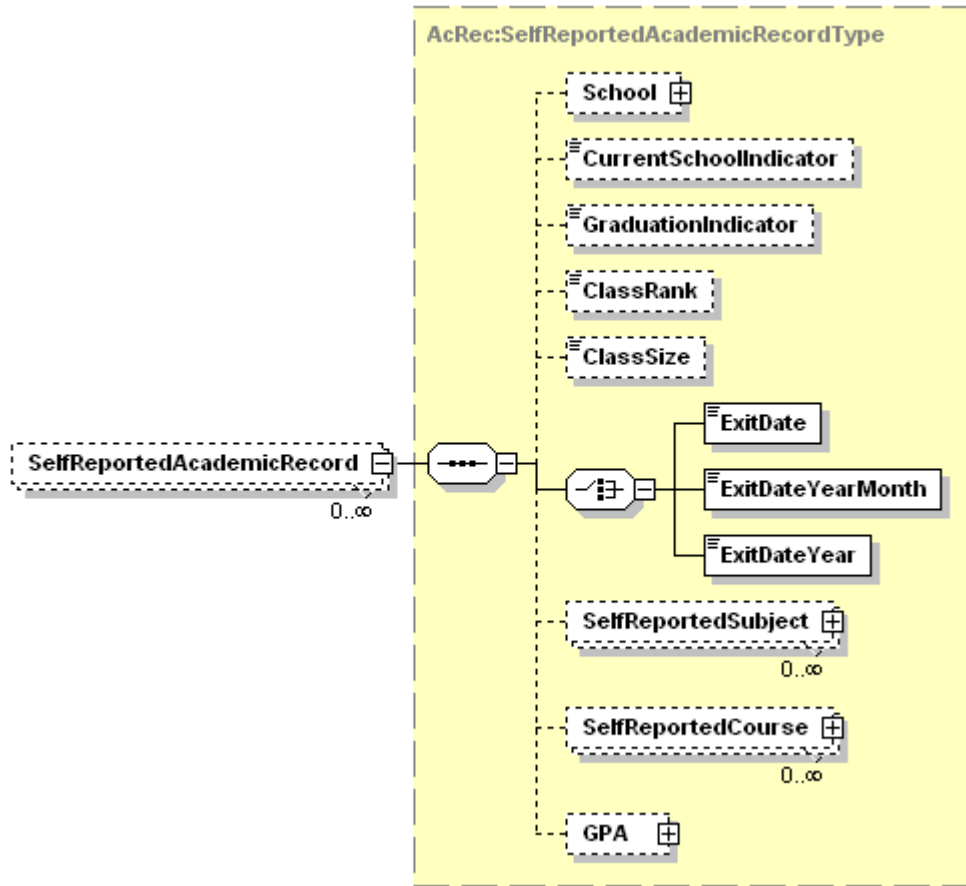 AcRec:SelfReportedAcademicRecordType
School
CurrentSchoolIndicator
GraduationIndicator
ClassRank
ClassSize
ExitDate
SelfReportedAcademicRecord
0..∞
ExitDateYearMonth
ExitDateYear
SelfReportedSubject
0..∞
SelfReportedCourse
0..∞
GPA